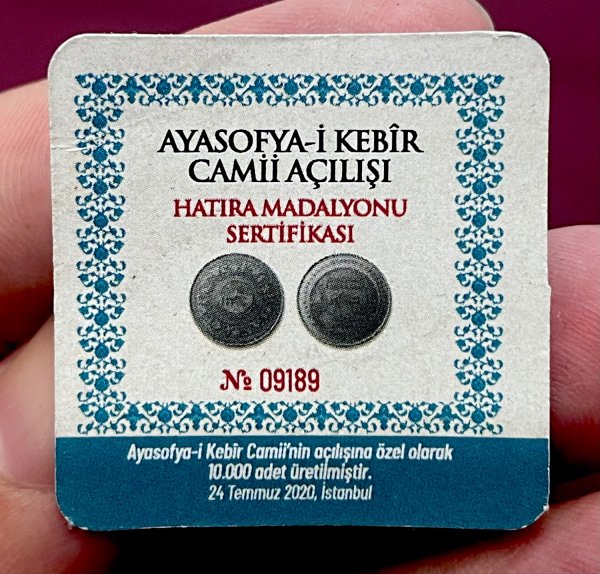 AYASOFYA-İ KEBÎR
CAMİİ AÇILIŞI
HATIRA MADALYONU
SERTİFİKASI
№ 09189
Ayasofya-i Kebîr Camii'nin açılışına özel olarak
10.000 adet üretilmiştir.
24 Temmuz 2020, İstanbul